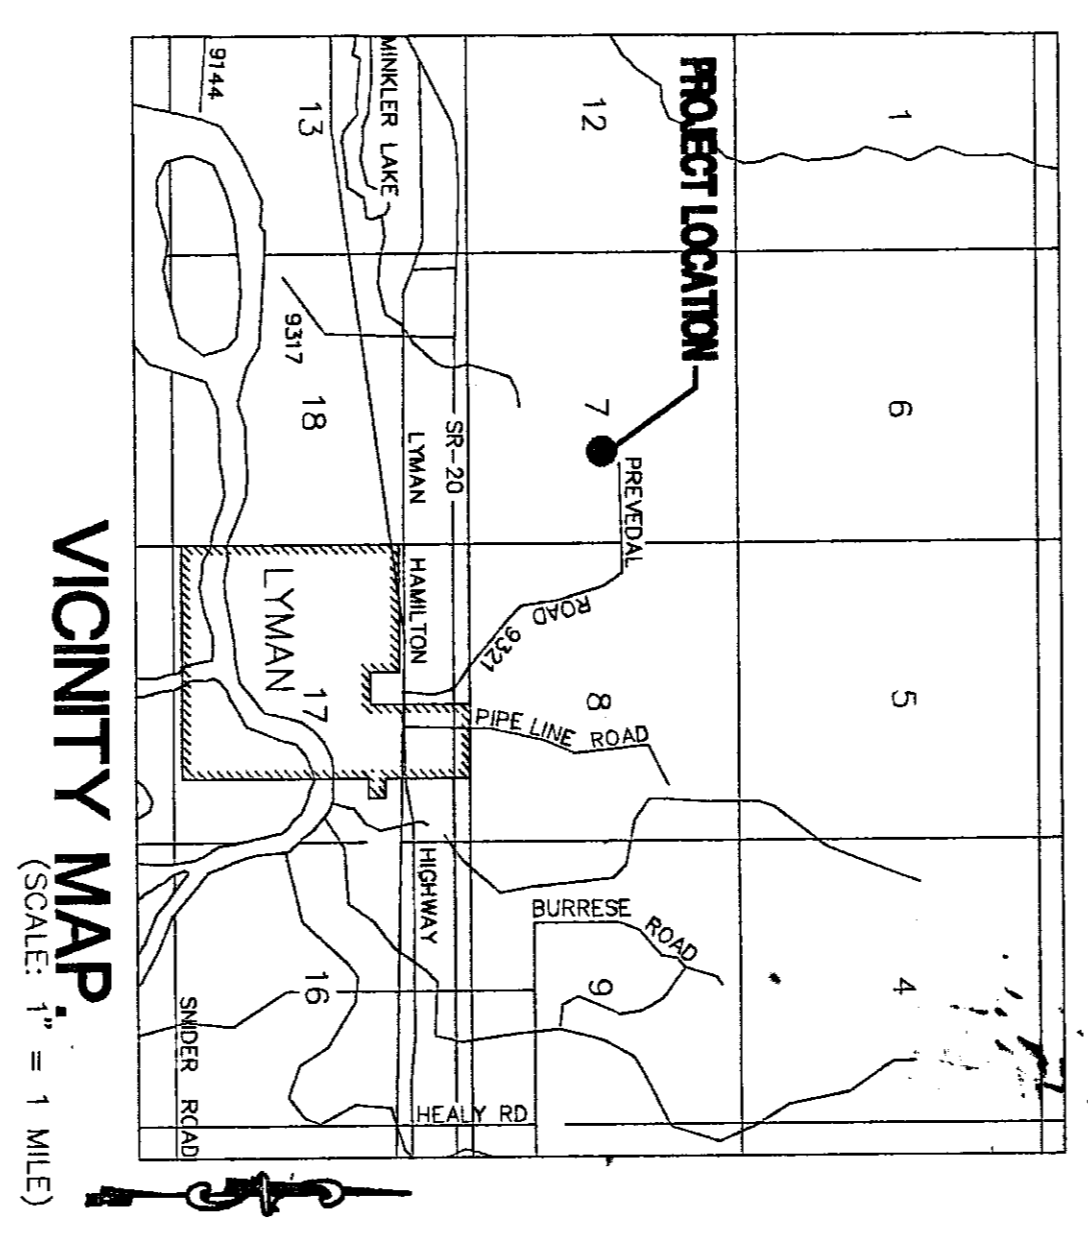 PROJECT LOCATION
1
6
5
4
12
7
8
9
PREVEDAL
ROAD
9321
PIPE LINE ROAD
BURRESE ROAD
MINKLER LAKE
SR-20
LYMAN HAMILTON HIGHWAY
HEALY RD
9144
13
9317
18
LYMAN
17
16
SNIDER ROAD
VICINITY MAP
(SCALE: 1" = 1 MILE)